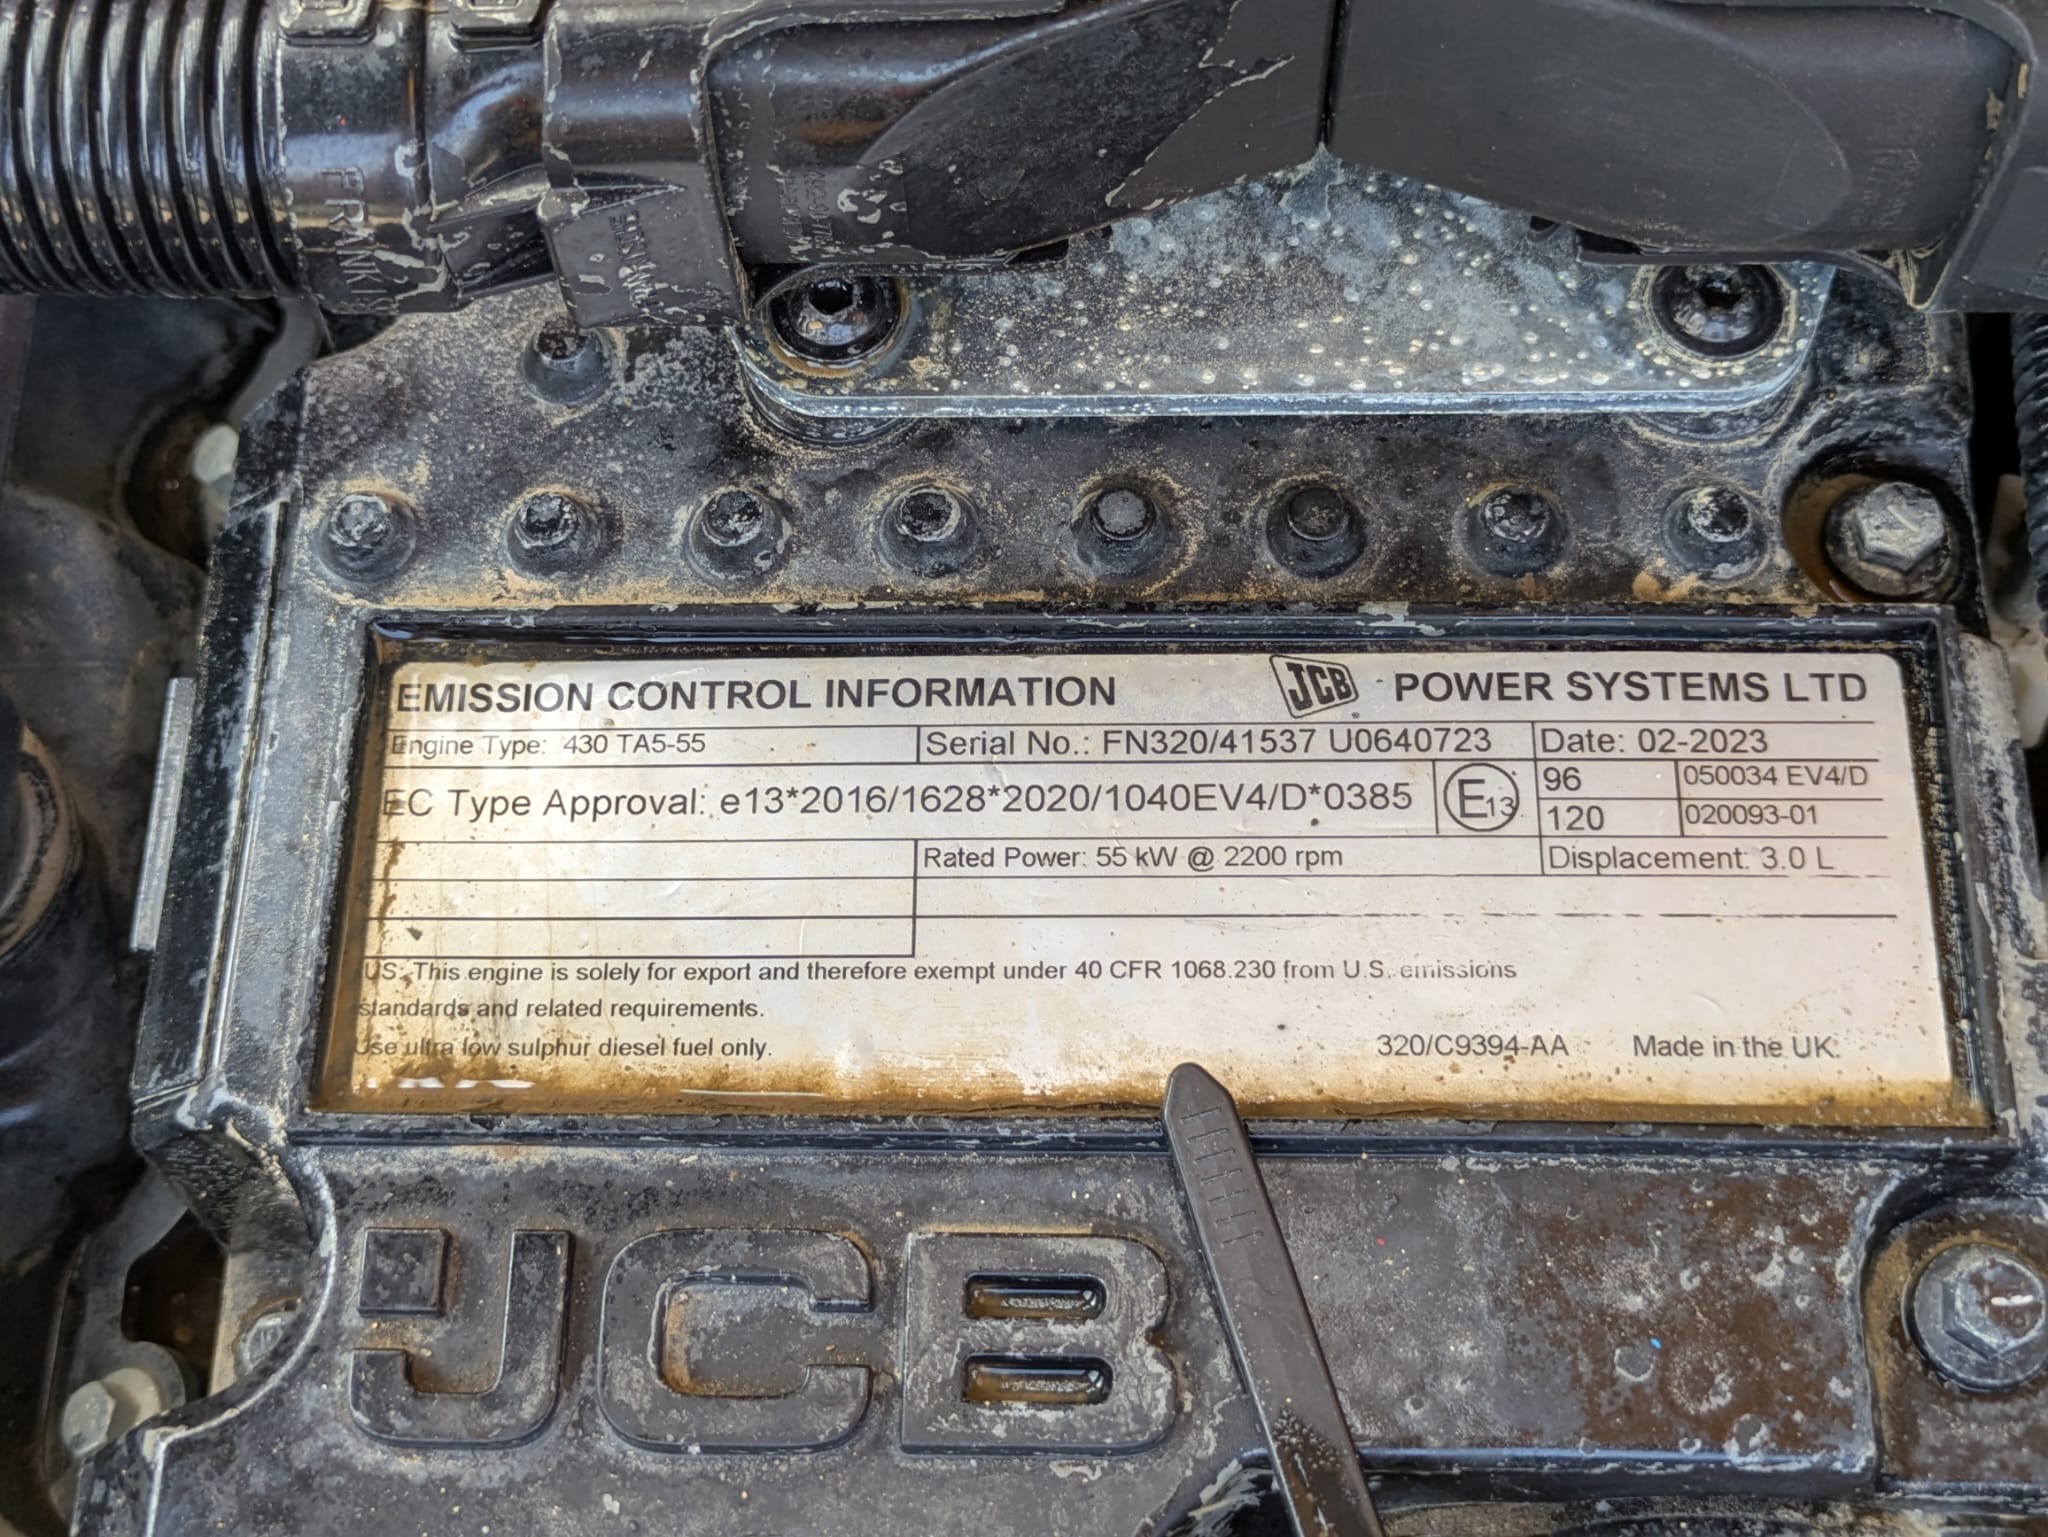 FRÄNKIS
EMISSION CONTROL INFORMATION JCB POWER SYSTEMS LTD
Engine Type: 430 TA5-55 Serial No.: FN320/41537 U0640723 Date: 02-2023
EC Type Approval: e13*2016/1628*2020/1040EV4/D*0385 E13 96 050034 EV4/D
120 020093-01
Rated Power: 55 kW @ 2200 rpm Displacement: 3.0 L
US: This engine is solely for export and therefore exempt under 40 CFR 1068.230 from U.S. emissions
standards and related requirements.
Use ultra low sulphur diesel fuel only. 320/C9394-AA Made in the UK.
JCB